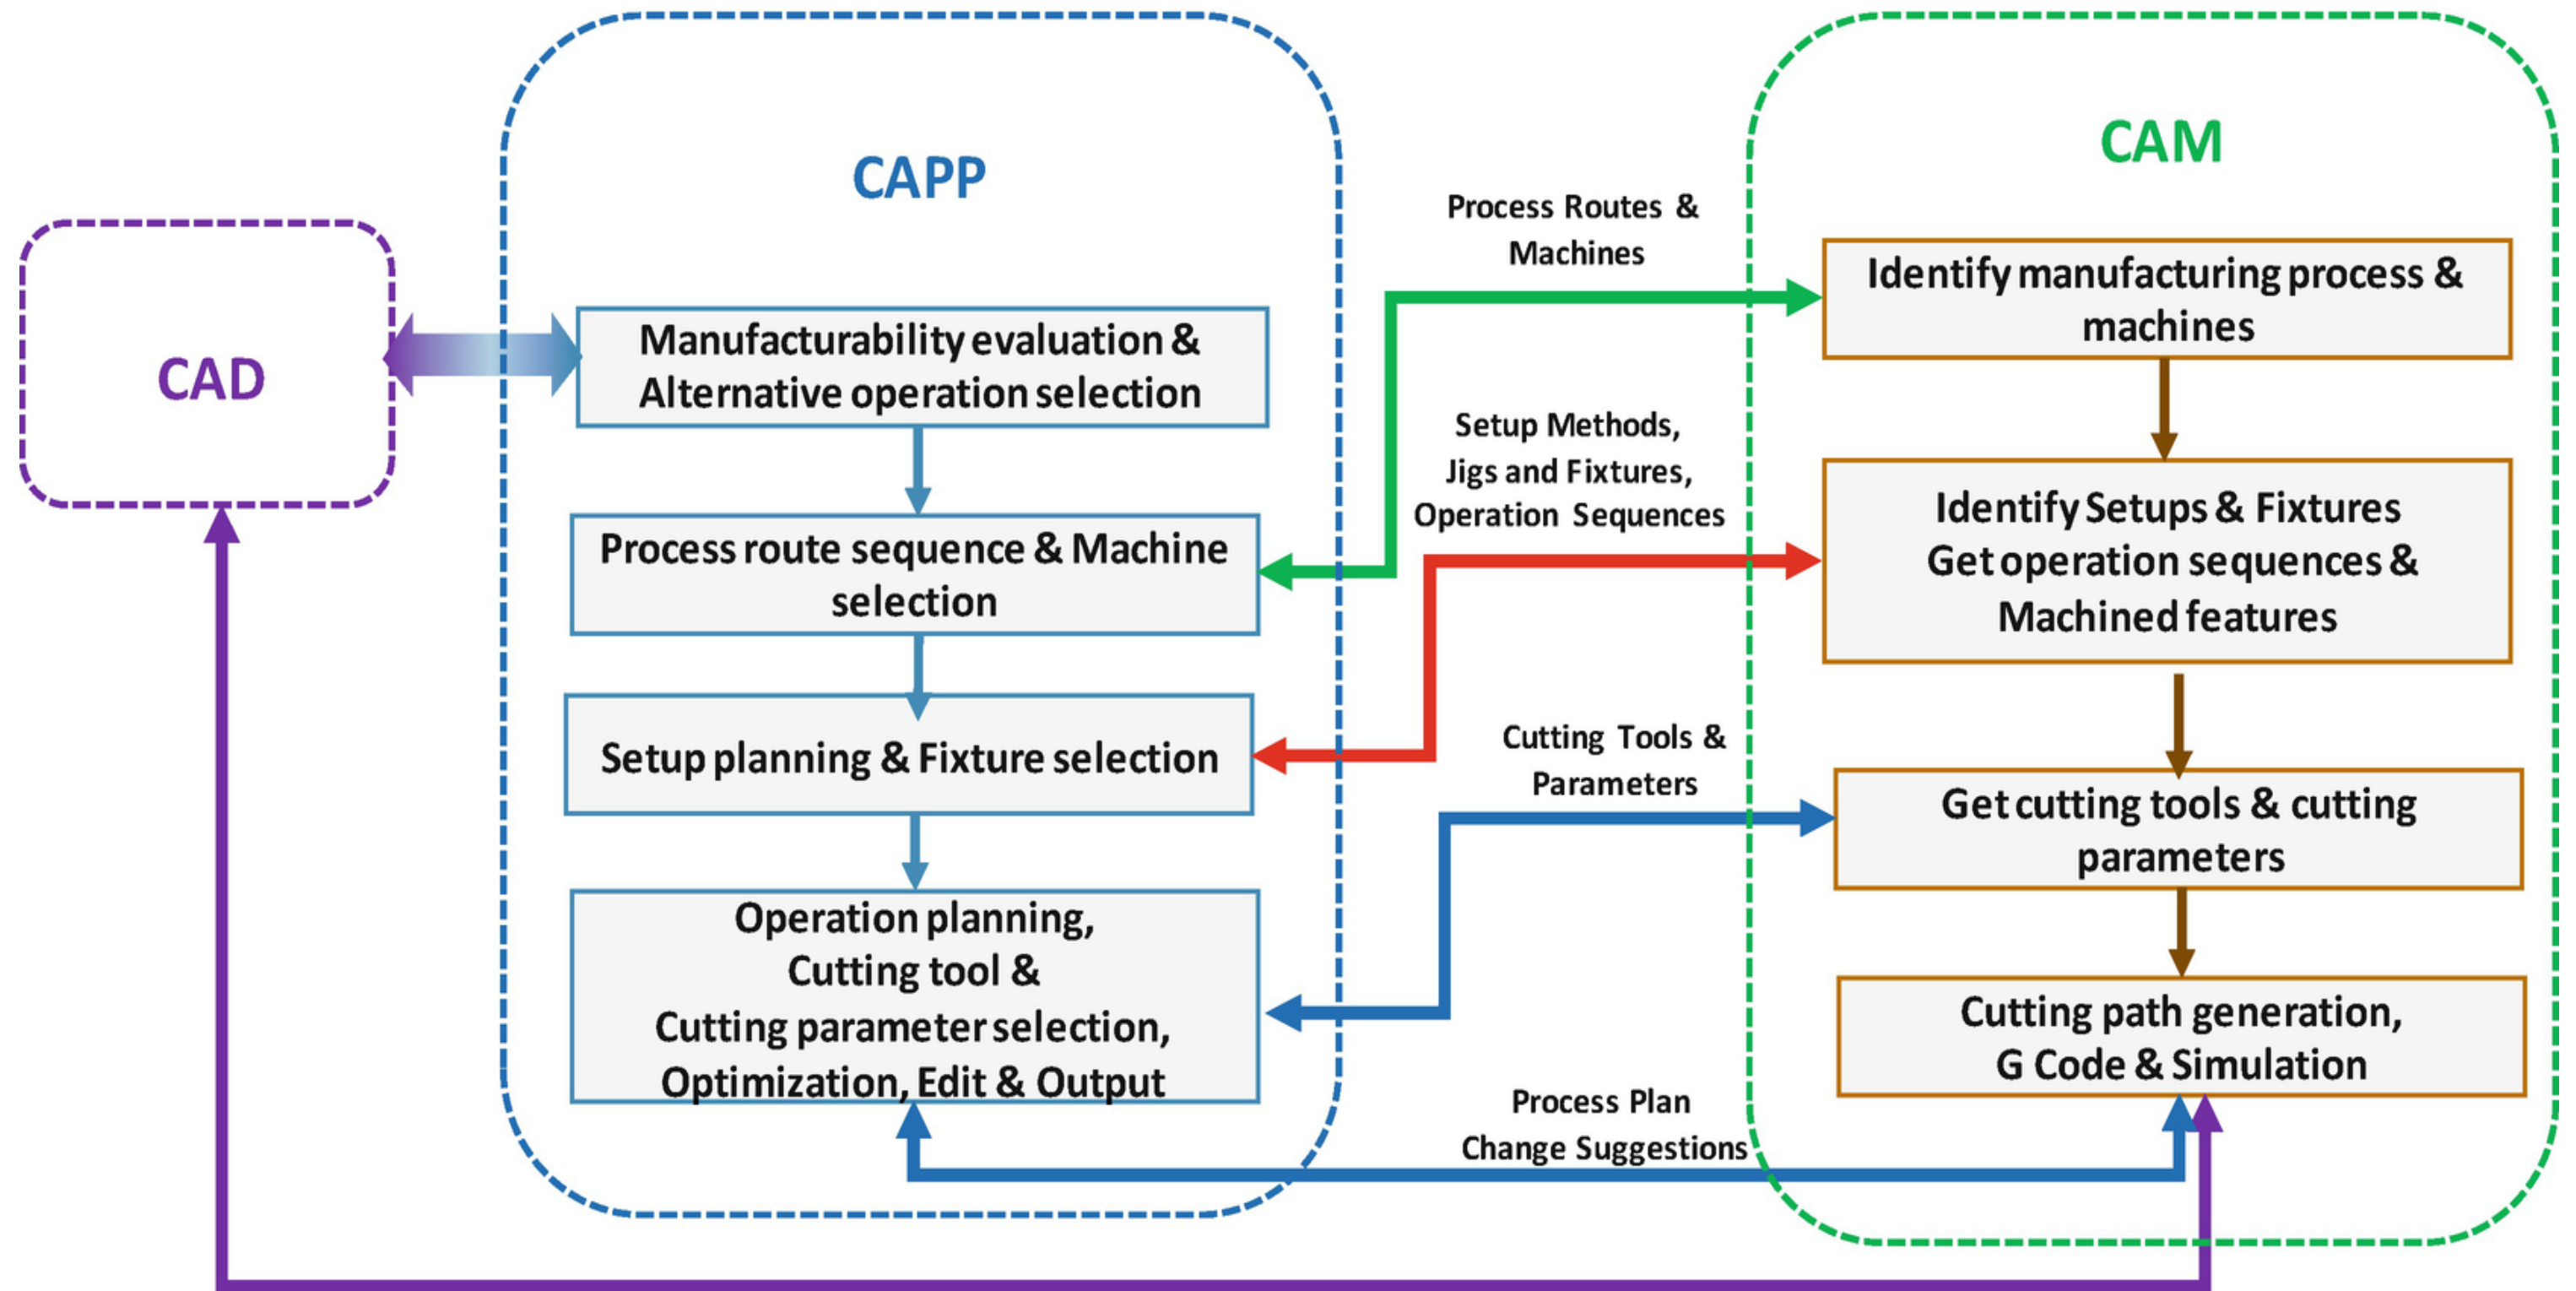 CAD
CAPP
Manufacturability evaluation &
Alternative operation selection
Process route sequence & Machine
selection
Setup planning & Fixture selection
Operation planning,
Cutting tool &
Cutting parameter selection,
Optimization, Edit & Output
Process Routes &
Machines
Setup Methods,
Jigs and Fixtures,
Operation Sequences
Cutting Tools &
Parameters
Process Plan
Change Suggestions
CAM
Identify manufacturing process &
machines
Identify Setups & Fixtures
Get operation sequences &
Machined features
Get cutting tools & cutting
parameters
Cutting path generation,
G Code & Simulation